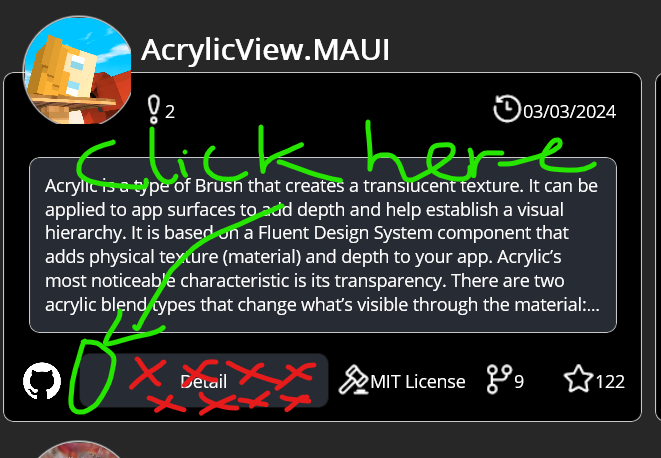 AcrylicView.MAUI
2
03/03/2024
Click here
Acrylic is a type of Brush that creates a translucent texture. It can be
applied to app surfaces to add depth and help establish a visual
hierarchy. It is based on a Fluent Design System component that
adds physical texture (material) and depth to your app. Acrylic’s
most noticeable characteristic is its transparency. There are two
acrylic blend types that change what’s visible through the material:...
Detail
MIT License
9
122